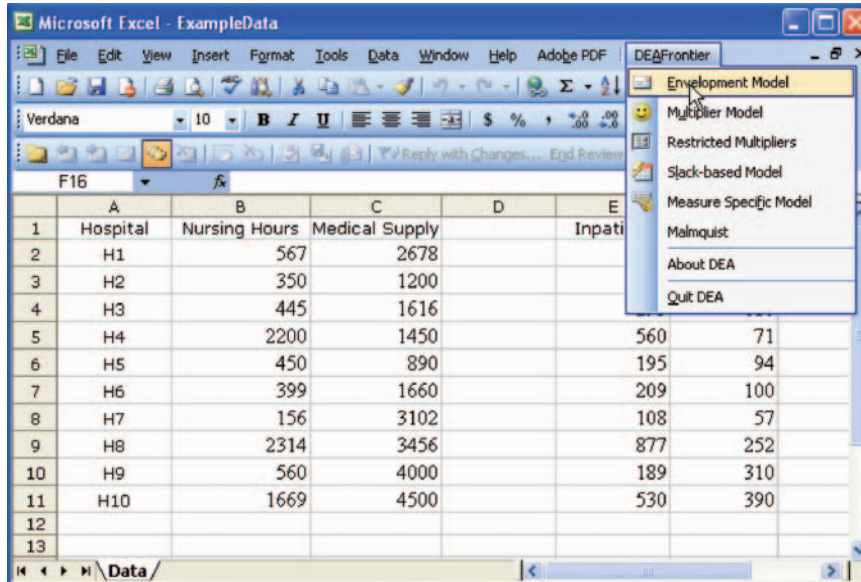 Microsoft Excel - ExampleData
File Edit View Insert Format Tools Data Window Help Adobe PDF DEAFrontier
Envelopment Model
Multiplier Model
Restricted Multipliers
Slack-based Model
Measure Specific Model
Malmquist
About DEA
Quit DEA
Verdana 10 B I U $ % ,
Reply with Changes... End Review
F16 fx
A B C D E
1 Hospital Nursing Hours Medical Supply Inpati
2 H1 567 2678
3 H2 350 1200
4 H3 445 1616
5 H4 2200 1450 560 71
6 H5 450 890 195 94
7 H6 399 1660 209 100
8 H7 156 3102 108 57
9 H8 2314 3456 877 252
10 H9 560 4000 189 310
11 H10 1669 4500 530 390
12
13
Data